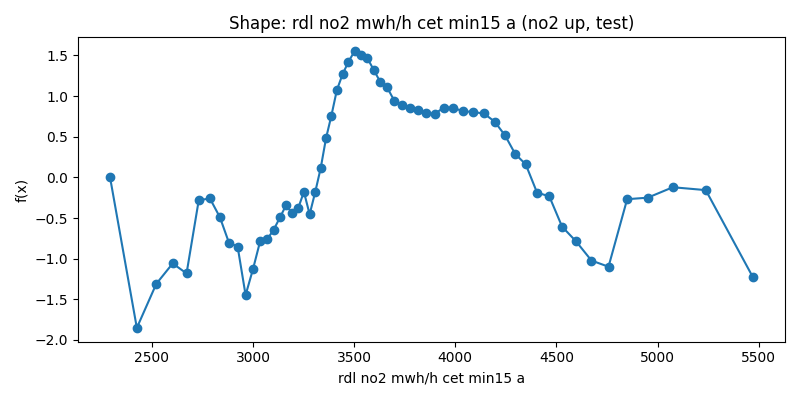 Shape: rdl no2 mwh/h cet min15 a (no2 up, test)
f(x)
1.5
1.0
0.5
0.0
−0.5
−1.0
−1.5
−2.0
2500 3000 3500 4000 4500 5000 5500
rdl no2 mwh/h cet min15 a